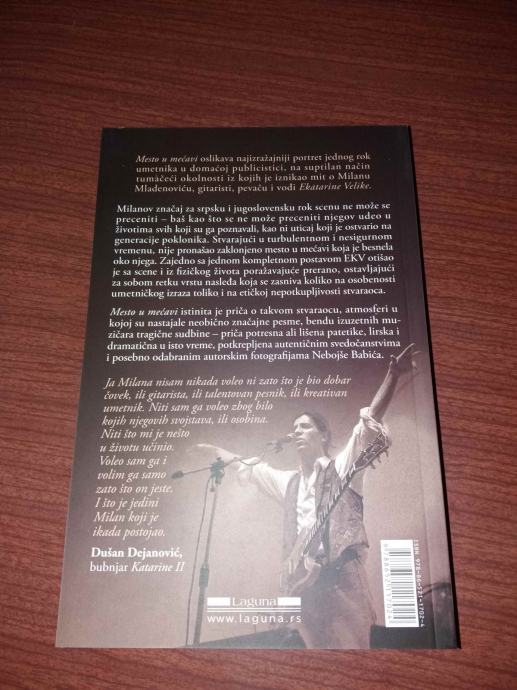 Mesto u mećavi oslikava najizražajniji portret jednog rok
umetnika u domaćoj publicistici, na suptilan način
tumačeći okolnosti iz kojih je iznikao mit o Milanu
Mladenoviću, gitaristi, pevaču i vođi Ekatarine Velike.
Milanov značaj za srpsku i jugoslovensku rok scenu ne može se
preceniti – baš kao što se ne može preceniti njegov udeo u
životima svih koji su ga poznavali, kao ni uticaj koji je ostvario na
generacije poklonika. Stvarajući u turbulentnom i nesigurnom
vremenu, nije pronašao zaklonjeno mesto u mećavi koja je besnela
oko njega. Zajedno sa jednom kompletnom postavom EKV otišao
je sa scene i iz fizičkog života poražavajuće prerano, ostavljajući
za sobom retku vrstu nasleđa koja se zasniva koliko na osobenosti
umetničkog izraza toliko i na etičkoj nepotkupljivosti stvaraoca.
Mesto u mećavi istinita je priča o takvom stvaraocu, atmosferi u
kojoj su nastajale neobično značajne pesme, bendu izuzetnih mu-
zičara tragične sudbine – priča potresna ali lišena patetike, lirska i
dramatična u isto vreme, potkrepljena autentičnim svedočanstvima
i posebno odabranim autorskim fotografijama Nebojše Babića.
Ja Milana nisam nikada voleo ni zato što je bio dobar
čovek, ili gitarista, ili talentovan pesnik, ili kreativan
umetnik. Niti sam ga voleo zbog bilo
kojih njegovih svojstava, ili osobina.
Niti što mi je nešto
u životu učinio.
Voleo sam ga i
volim ga samo
zato što on jeste.
I što je jedini
Milan koji je
ikada postojao.
Dušan Dejanović,
bubnjar Katarine II
Laguna
www.laguna.rs
ISBN 978-86-521-1702-4